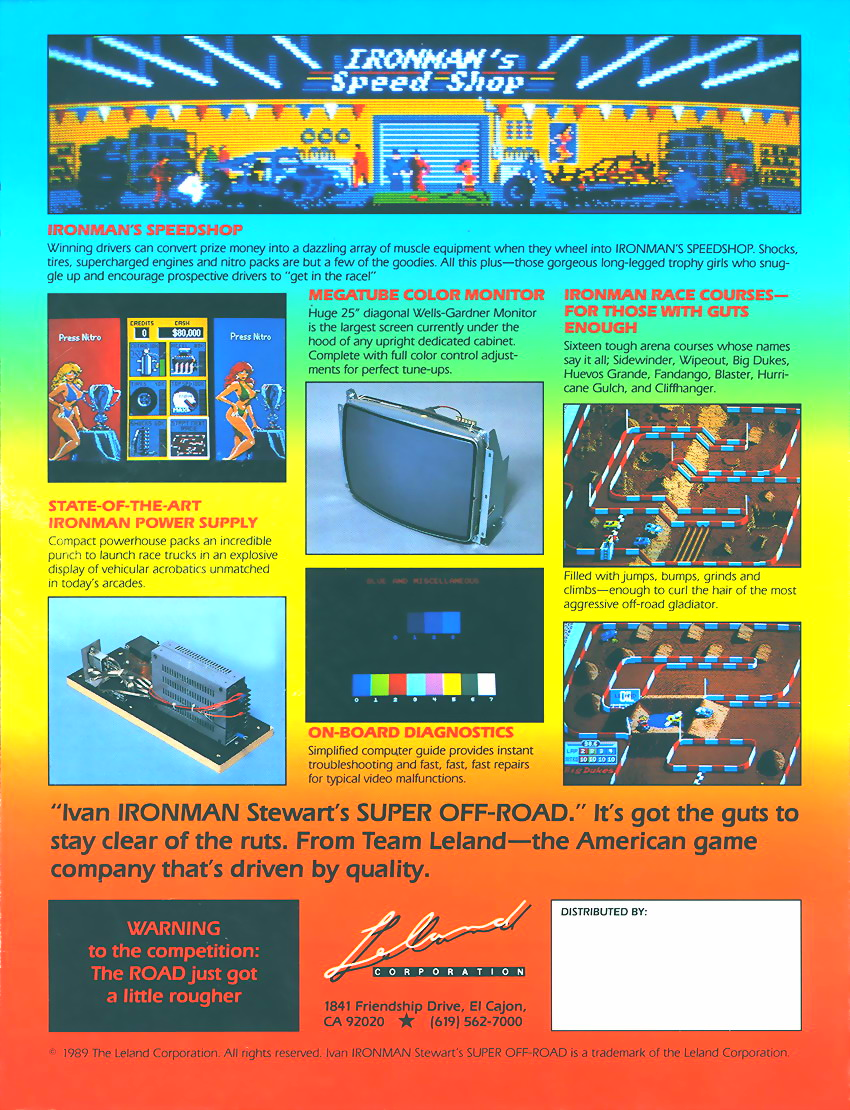 IRONMAN's
Speed Shop
IRONMAN'S SPEEDSHOP
Winning drivers can convert prize money into a dazzling array of muscle equipment when they wheel into IRONMAN'S SPEEDSHOP. Shocks,
tires, supercharged engines and nitro packs are but a few of the goodies. All this plus—those gorgeous long-legged trophy girls who snug-
gle up and encourage prospective drivers to "get in the race!"
Press Nitro
CREDITS CASH
0 $80,000
Press Nitro
STATE-OF-THE-ART
IRONMAN POWER SUPPLY
Compact powerhouse packs an incredible
punch to launch race trucks in an explosive
display of vehicular acrobatics unmatched
in today's arcades.
MEGATUBE COLOR MONITOR
Huge 25" diagonal Wells-Gardner Monitor
is the largest screen currently under the
hood of any upright dedicated cabinet.
Complete with full color control adjust-
ments for perfect tune-ups.
BLUE AND MISCELLANEOUS
0 1 2 3 4 5 6 7
ON-BOARD DIAGNOSTICS
Simplified computer guide provides instant
troubleshooting and fast, fast, fast repairs
for typical video malfunctions.
IRONMAN RACE COURSES—
FOR THOSE WITH GUTS
ENOUGH
Sixteen tough arena courses whose names
say it all; Sidewinder, Wipeout, Big Dukes,
Huevos Grande, Fandango, Blaster, Hurri-
cane Gulch, and Cliffhanger.
Filled with jumps, bumps, grinds and
climbs—enough to curl the hair of the most
aggressive off-road gladiator.
LAP
10 10 10 10
Big Dukes
"Ivan IRONMAN Stewart's SUPER OFF-ROAD." It's got the guts to
stay clear of the ruts. From Team Leland—the American game
company that's driven by quality.
WARNING
to the competition:
The ROAD just got
a little rougher
Leland
CORPORATION
1841 Friendship Drive, El Cajon,
CA 92020 ★ (619) 562-7000
DISTRIBUTED BY:
© 1989 The Leland Corporation. All rights reserved. Ivan IRONMAN Stewart's SUPER OFF-ROAD is a trademark of the Leland Corporation.